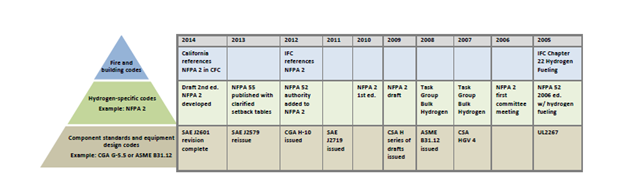 2014 2013 2012 2011 2010 2009 2008 2007 2006 2005
Fire and
building codes
California
references
NFPA 2 in CFC
IFC
references
NFPA 2
IFC Chapter
22 Hydrogen
Fueling
Hydrogen-specific codes
Example: NFPA 2
Draft 2nd ed.
NFPA 2
developed
NFPA 55
published with
clarified
setback tables
NFPA 52
authority
added to
NFPA 2
NFPA 2
1st ed.
NFPA 2
draft
Task
Group
Bulk
Hydrogen
Task
Group
Bulk
Hydrogen
NFPA 2
first
committee
meeting
NFPA 52
2006 ed.
w/ hydrogen
fueling
Component standards and equipment
design codes
Example: CGA G-5.5 or ASME B31.12
SAE J2601
revision
complete
SAE J2579
reissue
CGA H-10
issued
SAE
J2719
issued
CSA H
series of
drafts
issued
ASME
B31.12
issued
CSA
HGV 4
UL2267